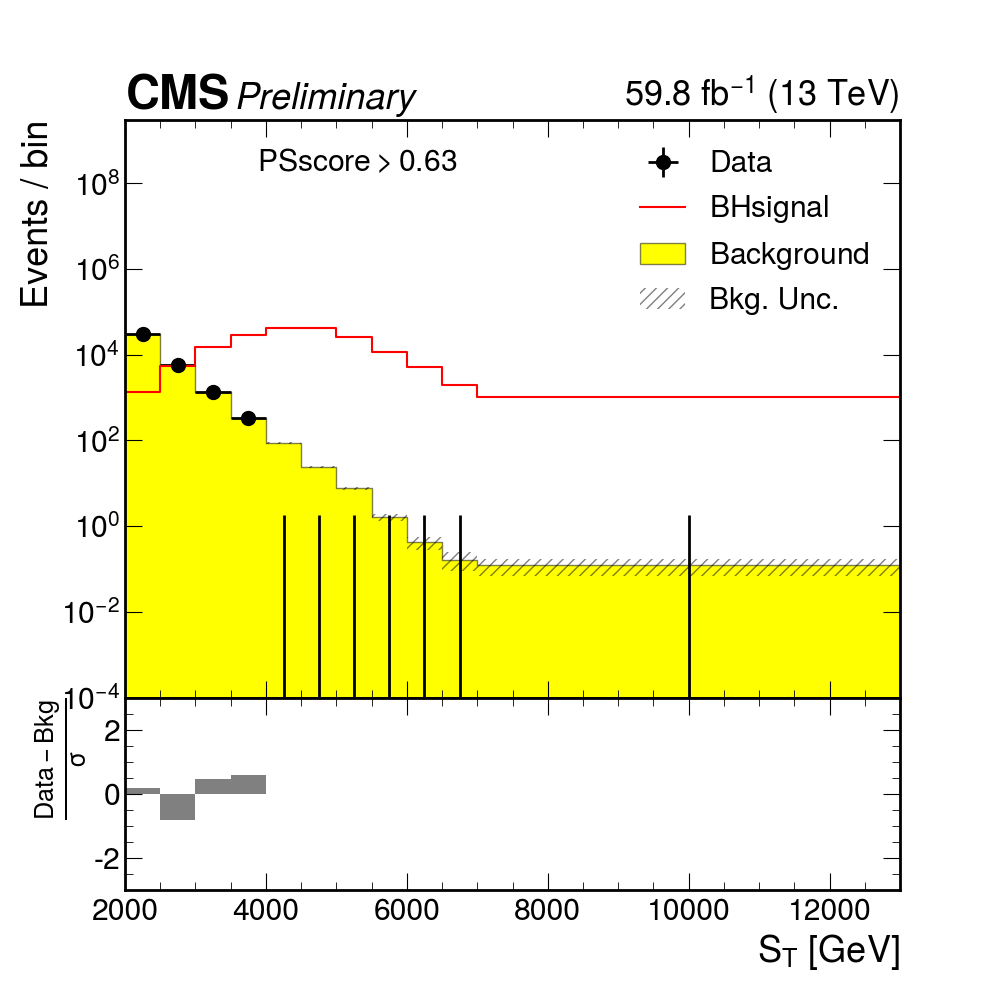 CMS Preliminary 59.8 fb⁻¹ (13 TeV)
Events / bin
PSscore > 0.63
Data
BHsignal
Background
Bkg. Unc.
10⁸
10⁶
10⁴
10²
10⁰
10⁻²
10⁻⁴
Data − Bkg
σ
2
0
-2
2000 4000 6000 8000 10000 12000
S_T [GeV]